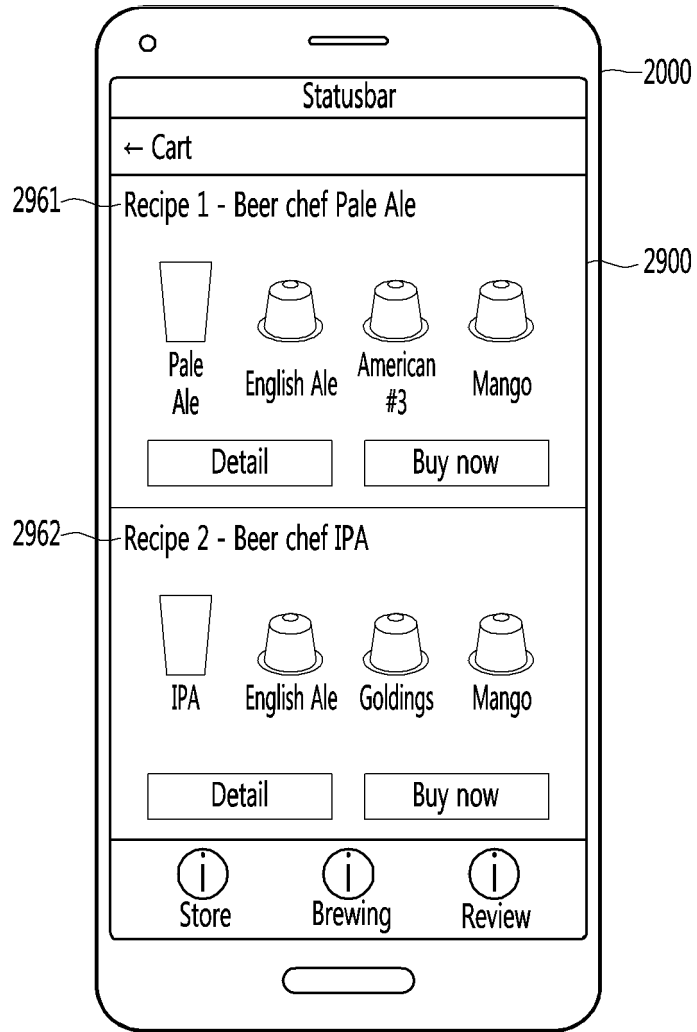 2000
Statusbar
← Cart
2961
Recipe 1 - Beer chef Pale Ale
2900
Pale
Ale
English Ale
American
#3
Mango
Detail
Buy now
2962
Recipe 2 - Beer chef IPA
IPA
English Ale
Goldings
Mango
Detail
Buy now
i
i
i
Store
Brewing
Review